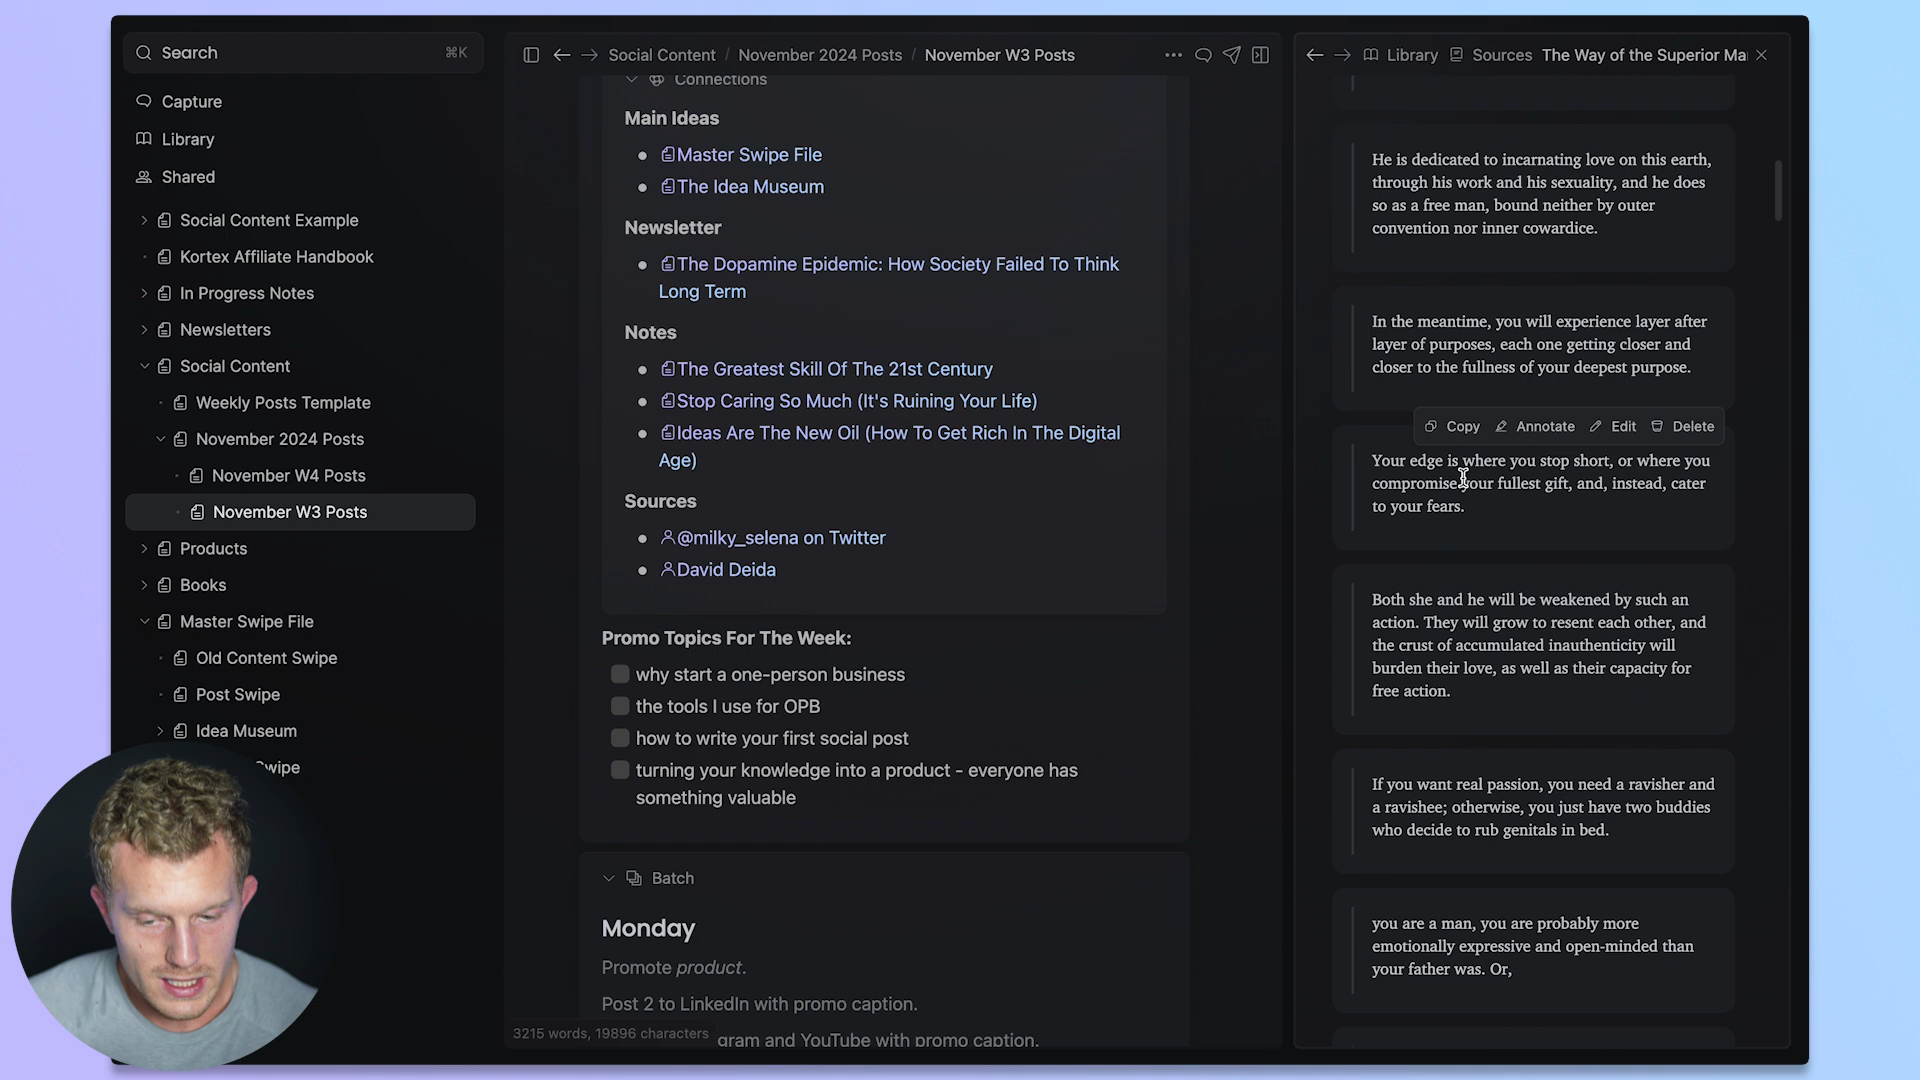 Search ⌘K
Capture
Library
Shared
Social Content Example
Kortex Affiliate Handbook
In Progress Notes
Newsletters
Social Content
Weekly Posts Template
November 2024 Posts
November W4 Posts
November W3 Posts
Products
Books
Master Swipe File
Old Content Swipe
Post Swipe
Idea Museum
Swipe
Social Content / November 2024 Posts / November W3 Posts
Connections
Main Ideas
Master Swipe File
The Idea Museum
Newsletter
The Dopamine Epidemic: How Society Failed To Think
Long Term
Notes
The Greatest Skill Of The 21st Century
Stop Caring So Much (It's Ruining Your Life)
Ideas Are The New Oil (How To Get Rich In The Digital
Age)
Sources
@milky_selena on Twitter
David Deida
Promo Topics For The Week:
why start a one-person business
the tools I use for OPB
how to write your first social post
turning your knowledge into a product - everyone has
something valuable
Batch
Monday
Promote product.
Post 2 to LinkedIn with promo caption.
gram and YouTube with promo caption.
3215 words, 19896 characters
Library Sources The Way of the Superior Ma
He is dedicated to incarnating love on this earth,
through his work and his sexuality, and he does
so as a free man, bound neither by outer
convention nor inner cowardice.
In the meantime, you will experience layer after
layer of purposes, each one getting closer and
closer to the fullness of your deepest purpose.
Copy Annotate Edit Delete
Your edge is where you stop short, or where you
compromise your fullest gift, and, instead, cater
to your fears.
Both she and he will be weakened by such an
action. They will grow to resent each other, and
the crust of accumulated inauthenticity will
burden their love, as well as their capacity for
free action.
If you want real passion, you need a ravisher and
a ravishee; otherwise, you just have two buddies
who decide to rub genitals in bed.
you are a man, you are probably more
emotionally expressive and open-minded than
your father was. Or,